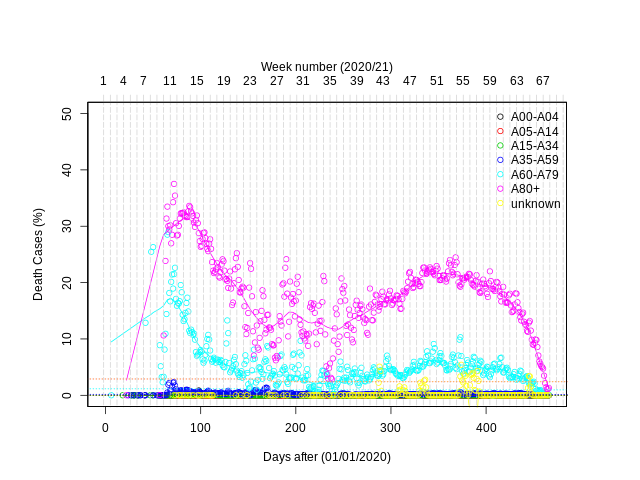 Week number (2020/21)
1 4 7 11 15 19 23 27 31 35 39 43 47 51 55 59 63 67
50
40
30
20
10
0
Death Cases (%)
A00-A04
A05-A14
A15-A34
A35-A59
A60-A79
A80+
unknown
0 100 200 300 400
Days after (01/01/2020)